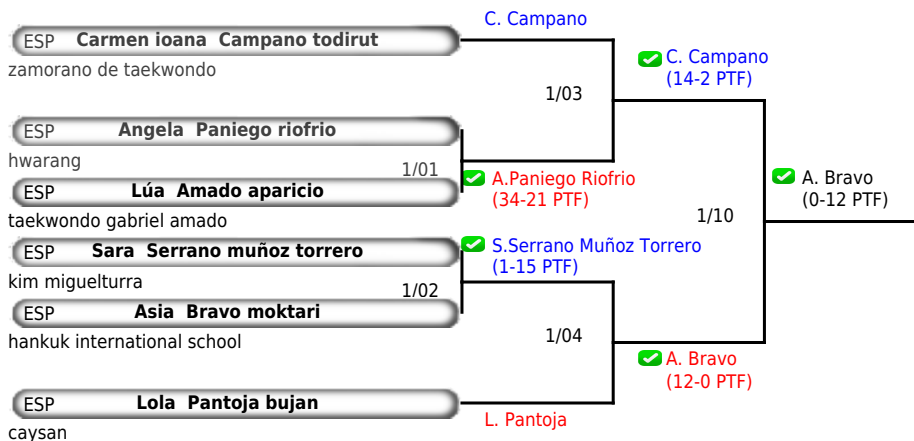 C. Campano
ESP Carmen ioana Campano todirut
zamorano de taekwondo
C. Campano
(14-2 PTF)
1/03
ESP Angela Paniego riofrio
hwarang
1/01
A.Paniego Riofrio
(34-21 PTF)
A. Bravo
(0-12 PTF)
ESP Lúa Amado aparicio
taekwondo gabriel amado
1/10
ESP Sara Serrano muñoz torrero
S.Serrano Muñoz Torrero
(1-15 PTF)
kim miguelturra
1/02
ESP Asia Bravo moktari
hankuk international school
1/04
A. Bravo
(12-0 PTF)
ESP Lola Pantoja bujan
L. Pantoja
caysan